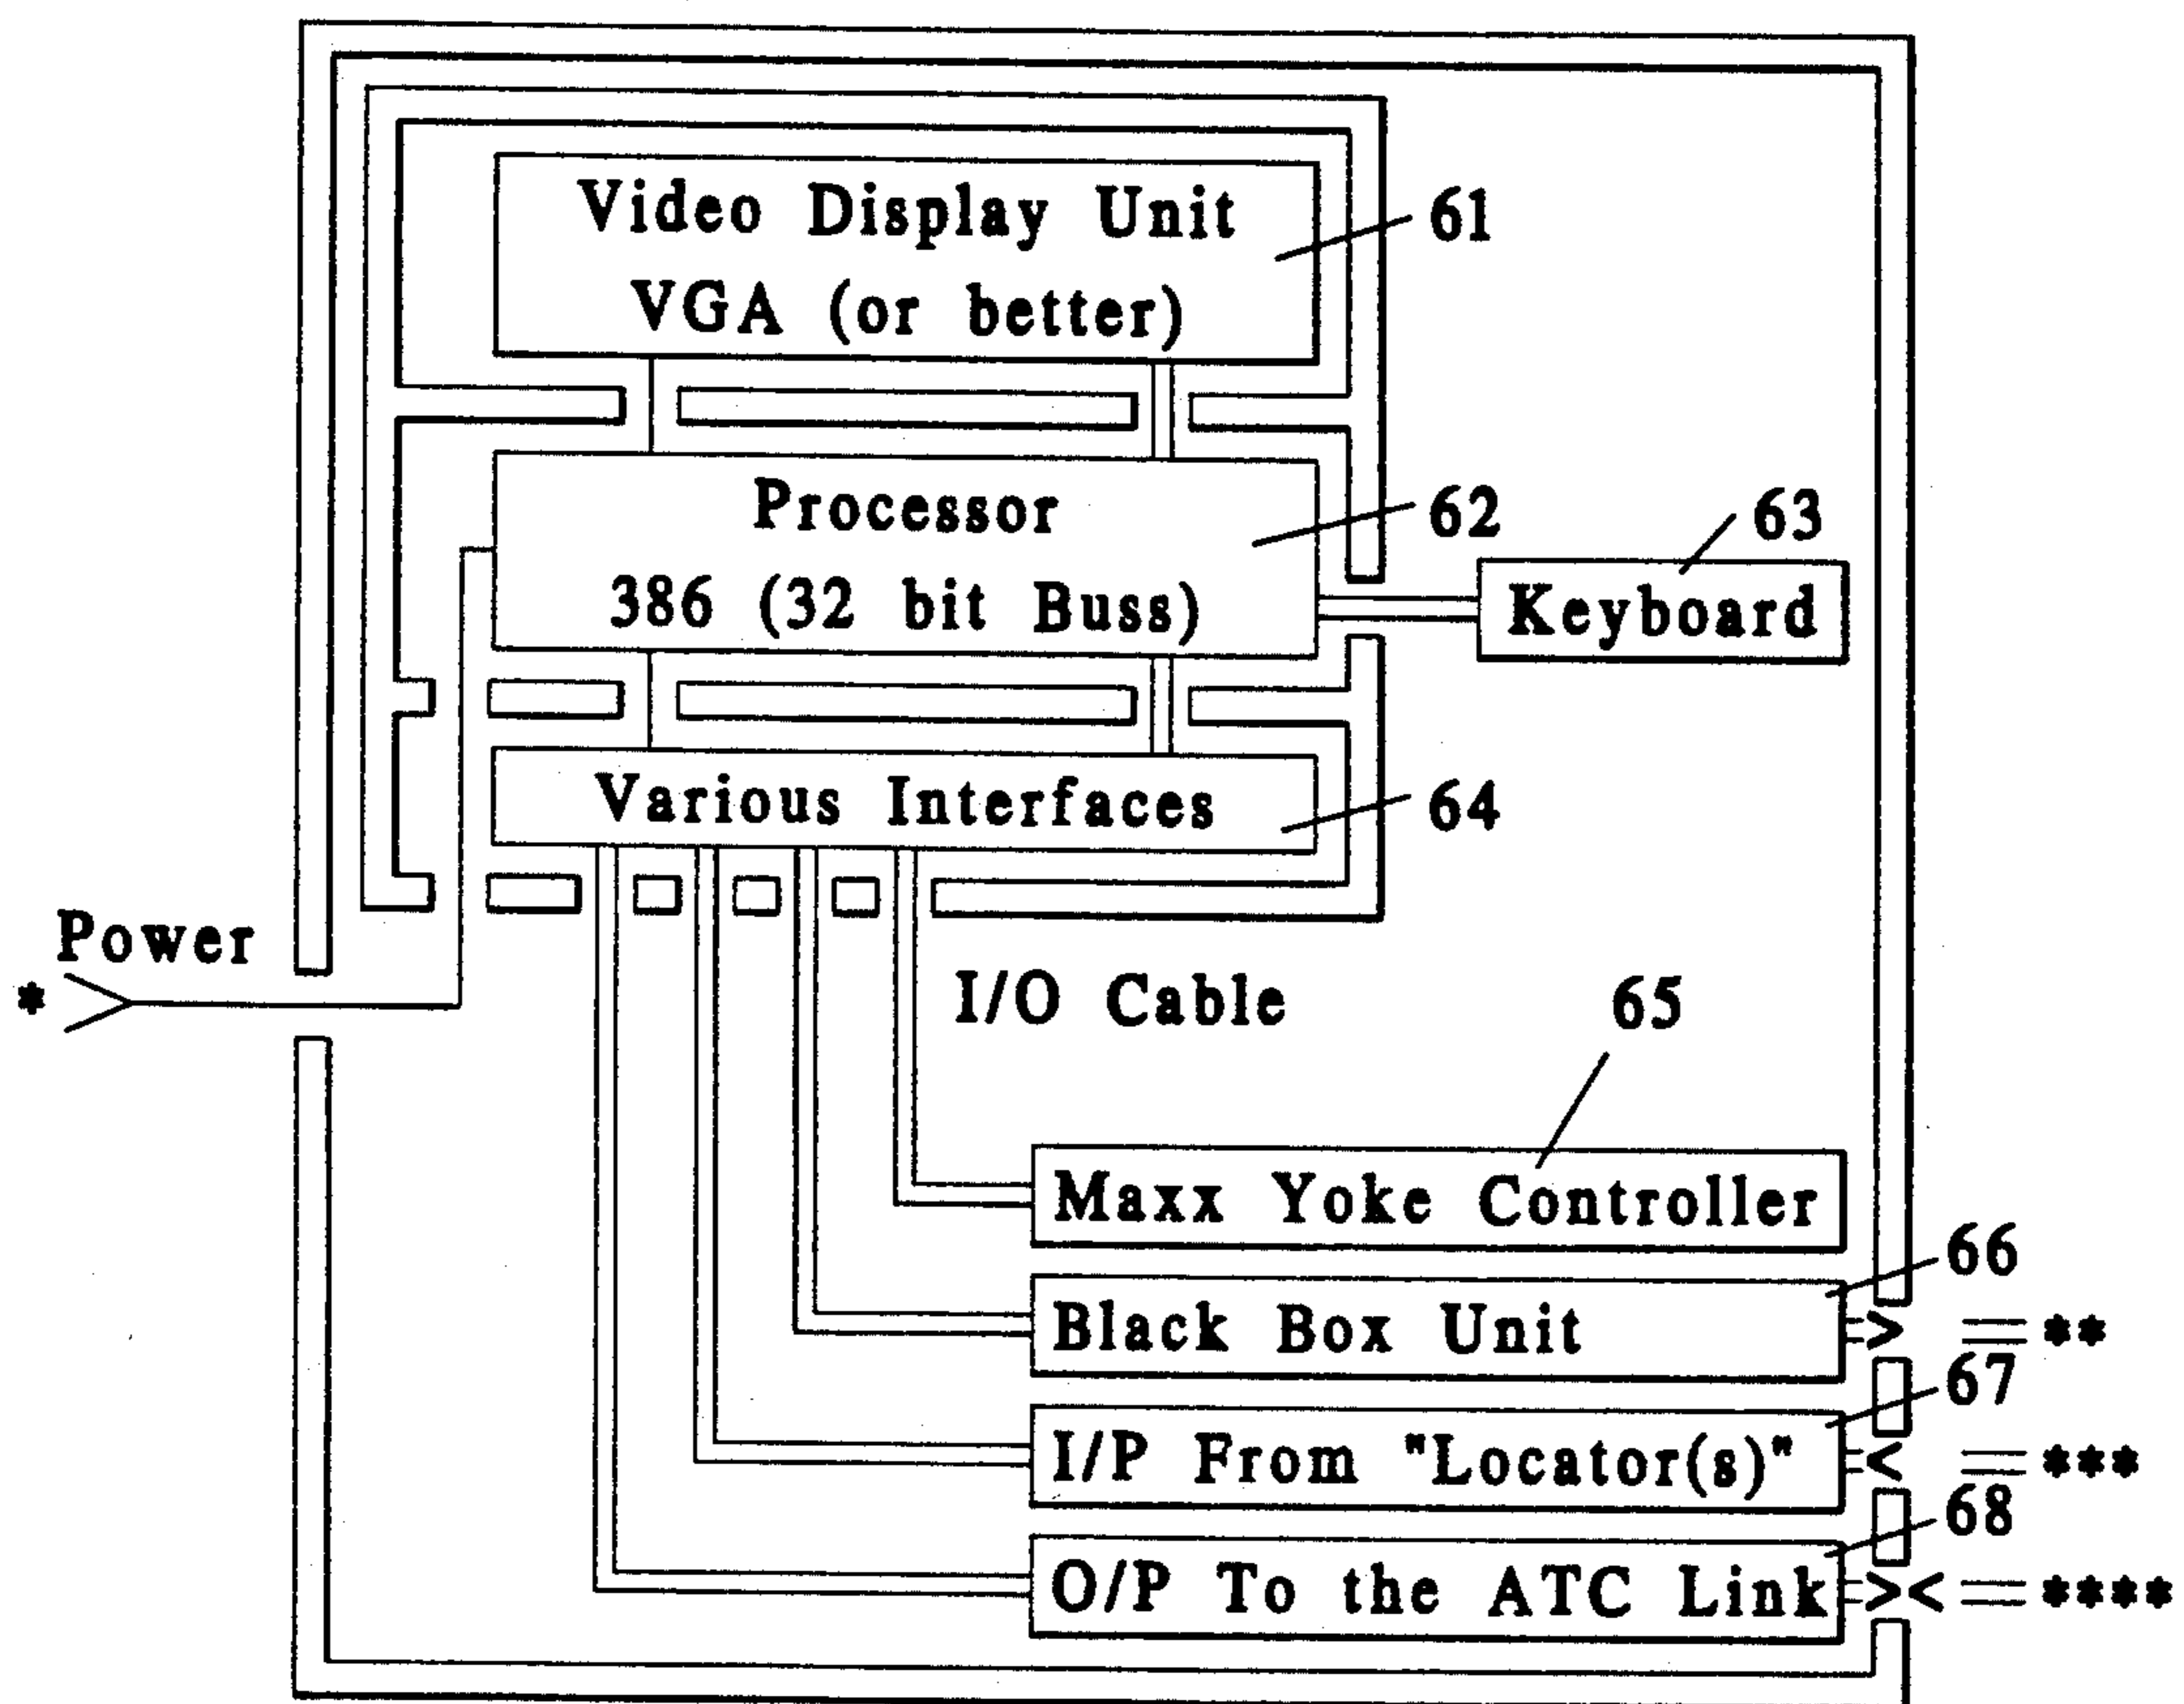 Video Display Unit
VGA (or better)
61
Processor
386 (32 bit Buss)
62
63
Keyboard
Various Interfaces
64
Power
*
I/O Cable
65
Maxx Yoke Controller
66
Black Box Unit
> = **
67
I/P From "Locator(s)"
< = ***
68
O/P To the ATC Link
>< = ****